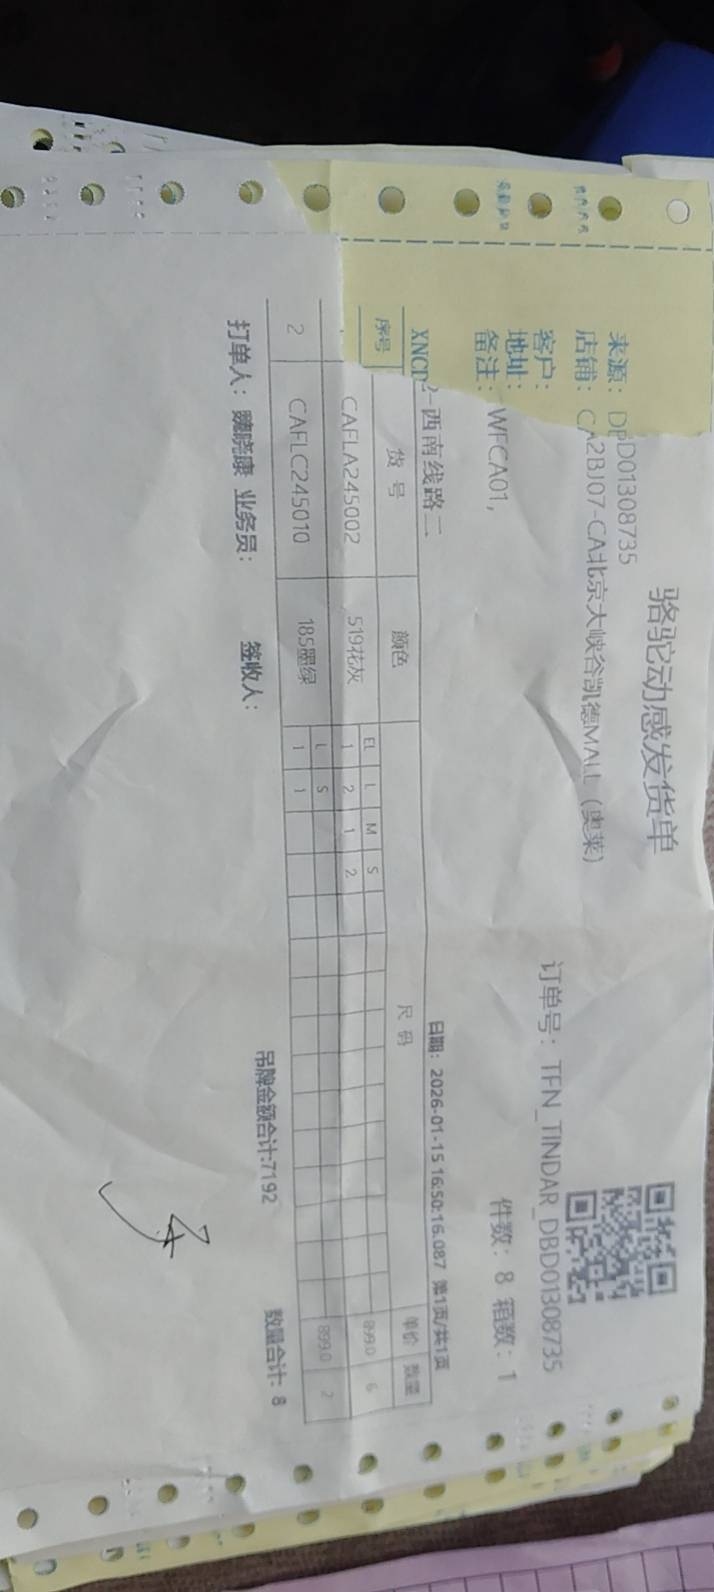 骆驼动感发货单
来源：DBD01308735
店铺：CA2BJ07-CA北京大峡谷凯德MALL（奥莱）
客户：
订单号：TFN_TINDAR_DBD01308735
地址：
备注：WFCA01,
件数：8 箱数：1
西南线路二
日期：2026-01-15 16:50:16.087 第1页/共1页
序号 货号 颜色 尺码 单价 数量
EL L M S
CAFLA245002 519花灰 1 2 1 2 899.0 6
L S
2 CAFLC245010 185墨绿 1 1 899.0 2
打单人：魏晓康 业务员： 签收人： 吊牌金额合计:7192 数量合计：8